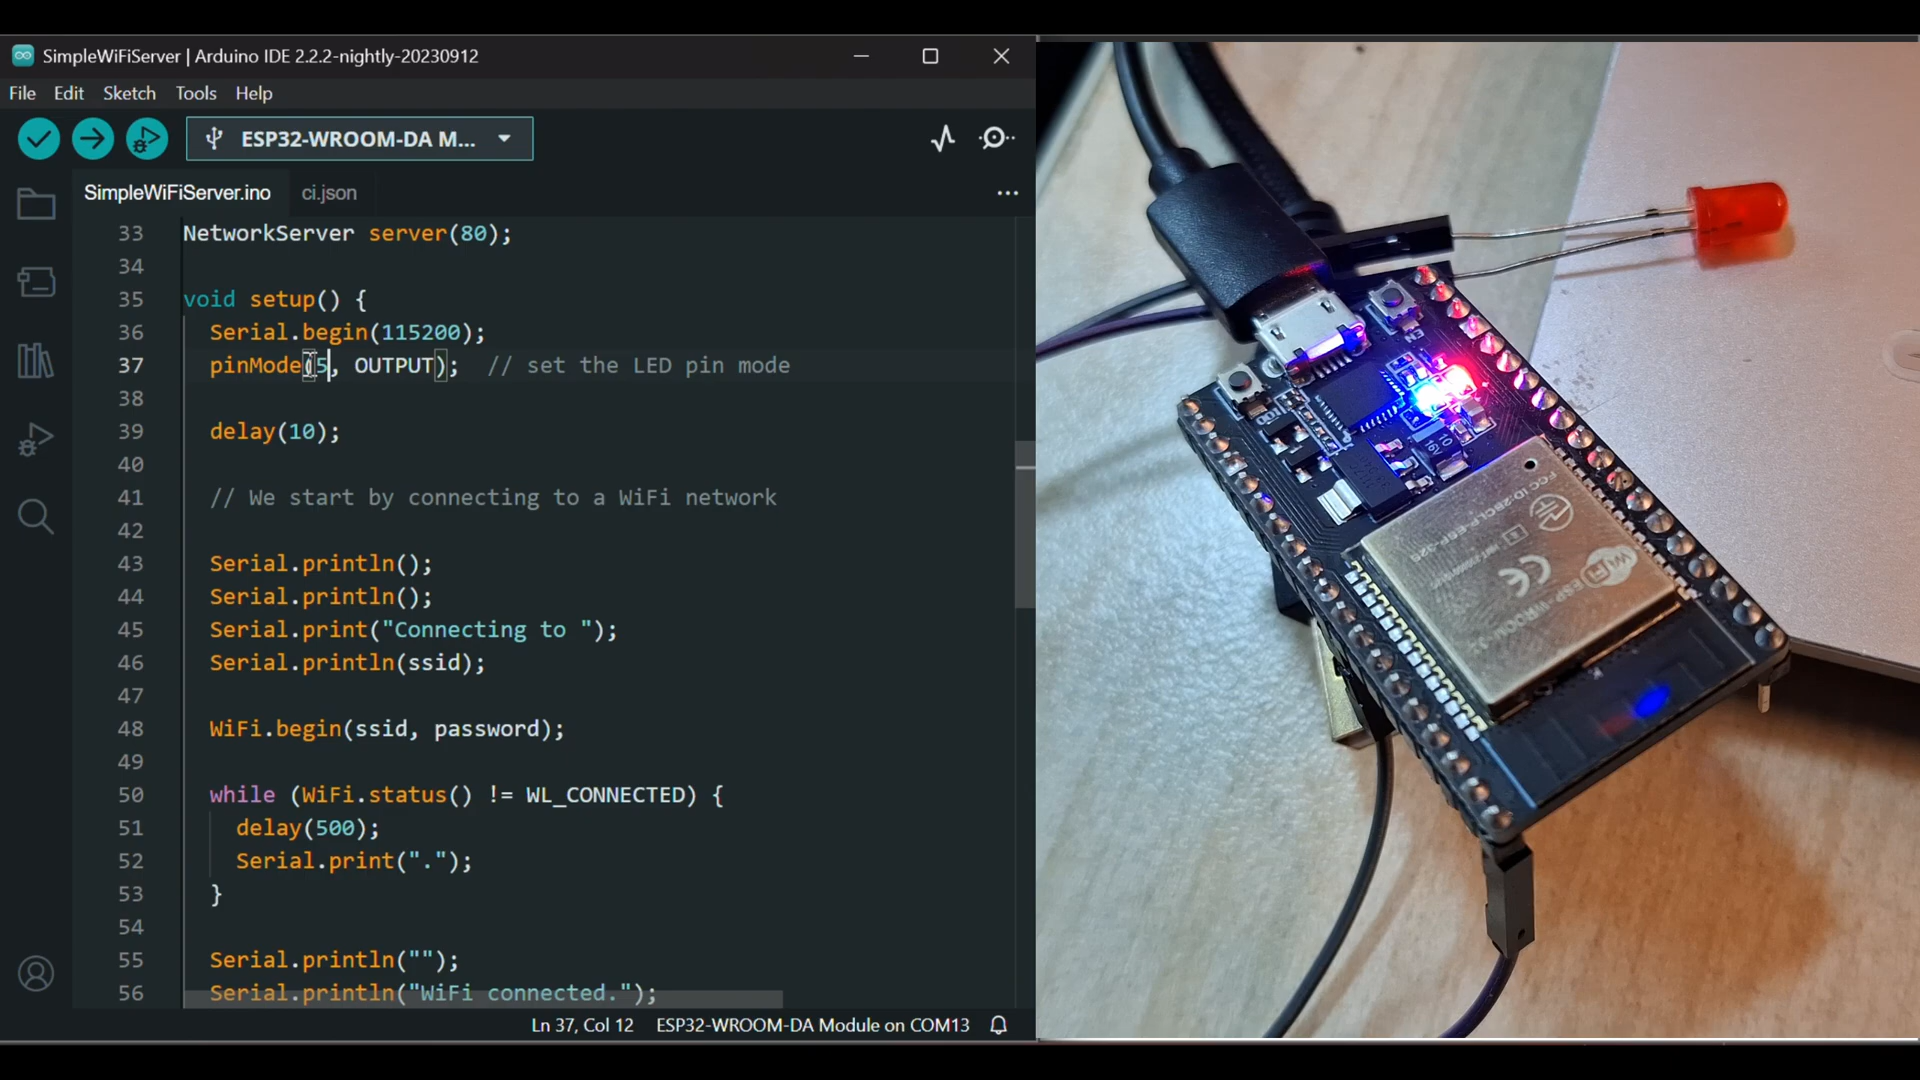 SimpleWiFiServer | Arduino IDE 2.2.2-nightly-20230912
File Edit Sketch Tools Help
ESP32-WROOM-DA M...
SimpleWiFiServer.ino ci.json
33 NetworkServer server(80);
34
35 void setup() {
36 Serial.begin(115200);
37 pinMode(5, OUTPUT); // set the LED pin mode
38
39 delay(10);
40
41 // We start by connecting to a WiFi network
42
43 Serial.println();
44 Serial.println();
45 Serial.print("Connecting to ");
46 Serial.println(ssid);
47
48 WiFi.begin(ssid, password);
49
50 while (WiFi.status() != WL_CONNECTED) {
51 delay(500);
52 Serial.print(".");
53 }
54
55 Serial.println("");
56 Serial.println("WiFi connected.");
Ln 37, Col 12 ESP32-WROOM-DA Module on COM13
EN
10
16V
CE
WiFi